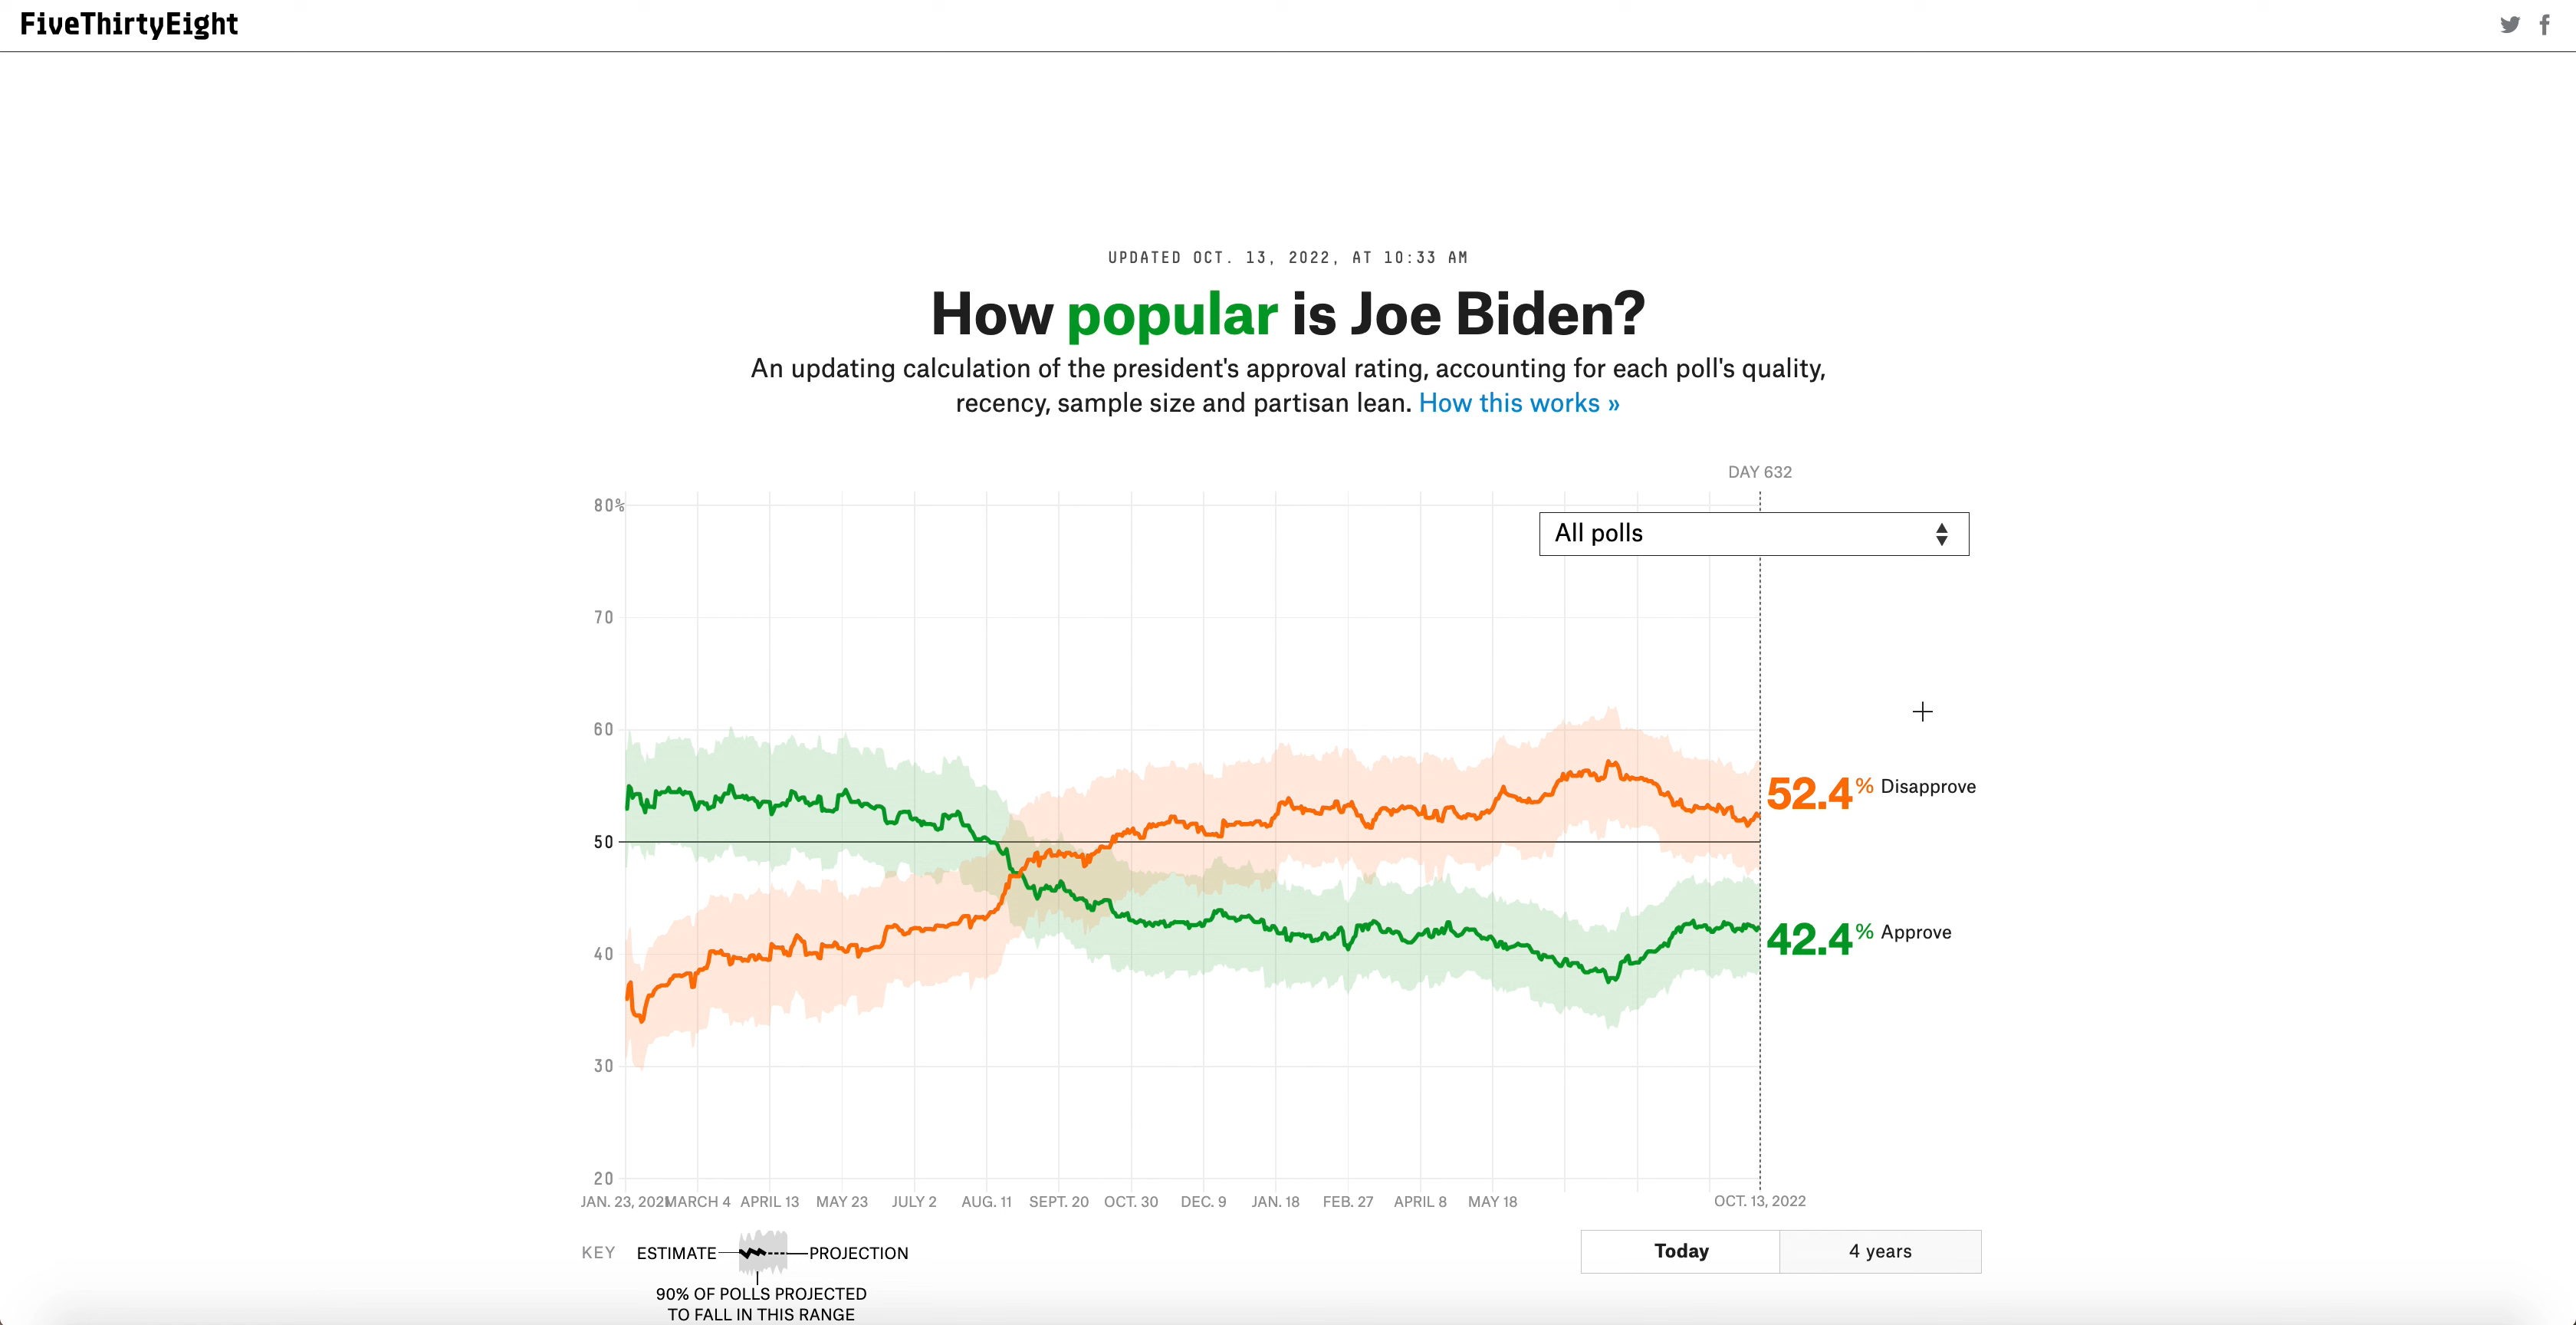 FiveThirtyEight
UPDATED OCT. 13, 2022, AT 10:33 AM
How popular is Joe Biden?
An updating calculation of the president's approval rating, accounting for each poll's quality,
recency, sample size and partisan lean. How this works »
DAY 632
80%
All polls
70
60
52.4% Disapprove
50
42.4% Approve
40
30
20
JAN. 23, 2021 MARCH 4 APRIL 13 MAY 23 JULY 2 AUG. 11 SEPT. 20 OCT. 30 DEC. 9 JAN. 18 FEB. 27 APRIL 8 MAY 18 OCT. 13, 2022
KEY ESTIMATE PROJECTION
90% OF POLLS PROJECTED
TO FALL IN THIS RANGE
Today 4 years